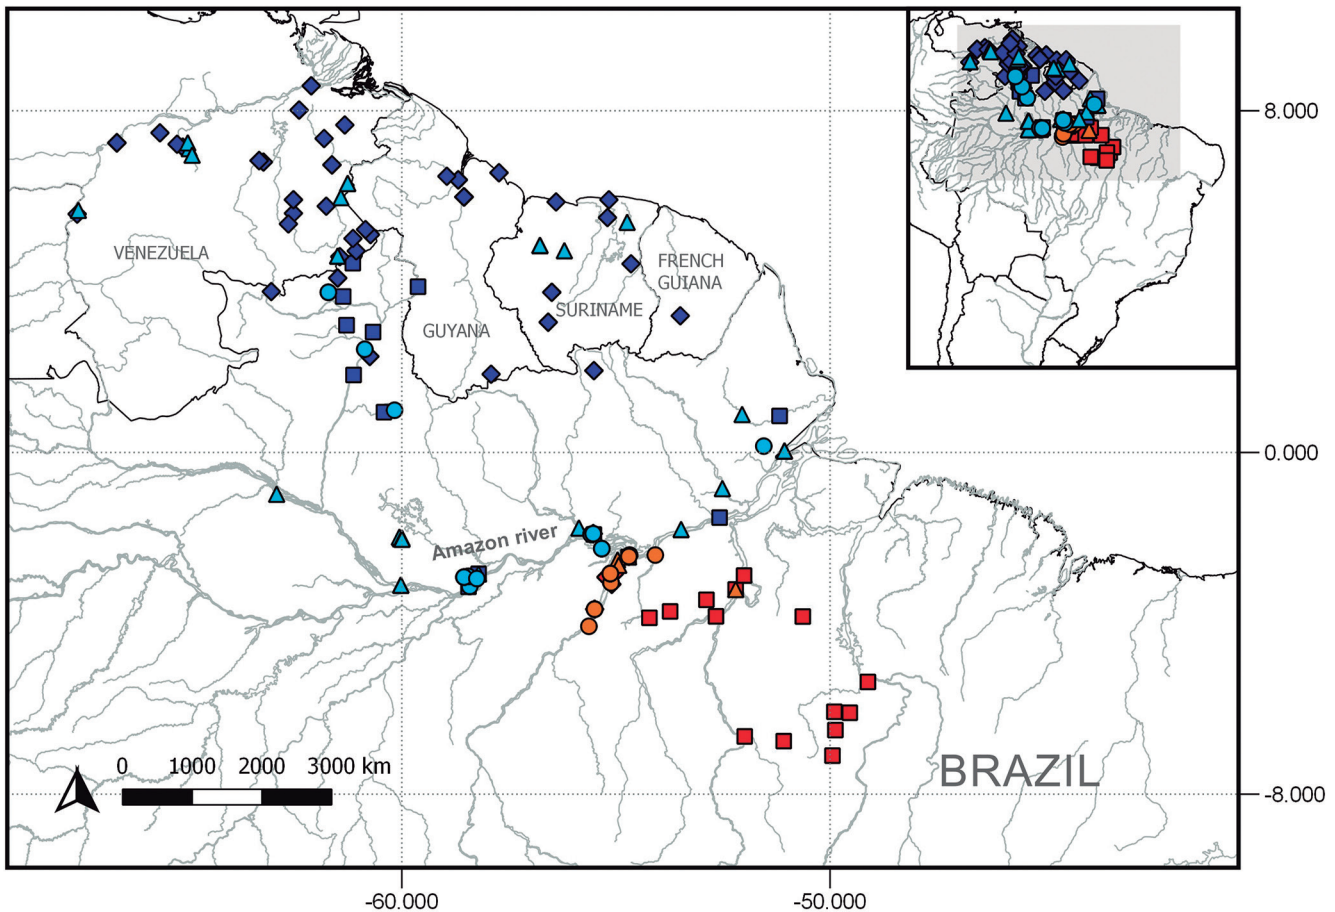 8.000
VENEZUELA
FRENCH
GUIANA
SURINAME
GUYANA
0.000
Amazon river
BRAZIL
0 1000 2000 3000 km
-8.000
-60.000 -50.000